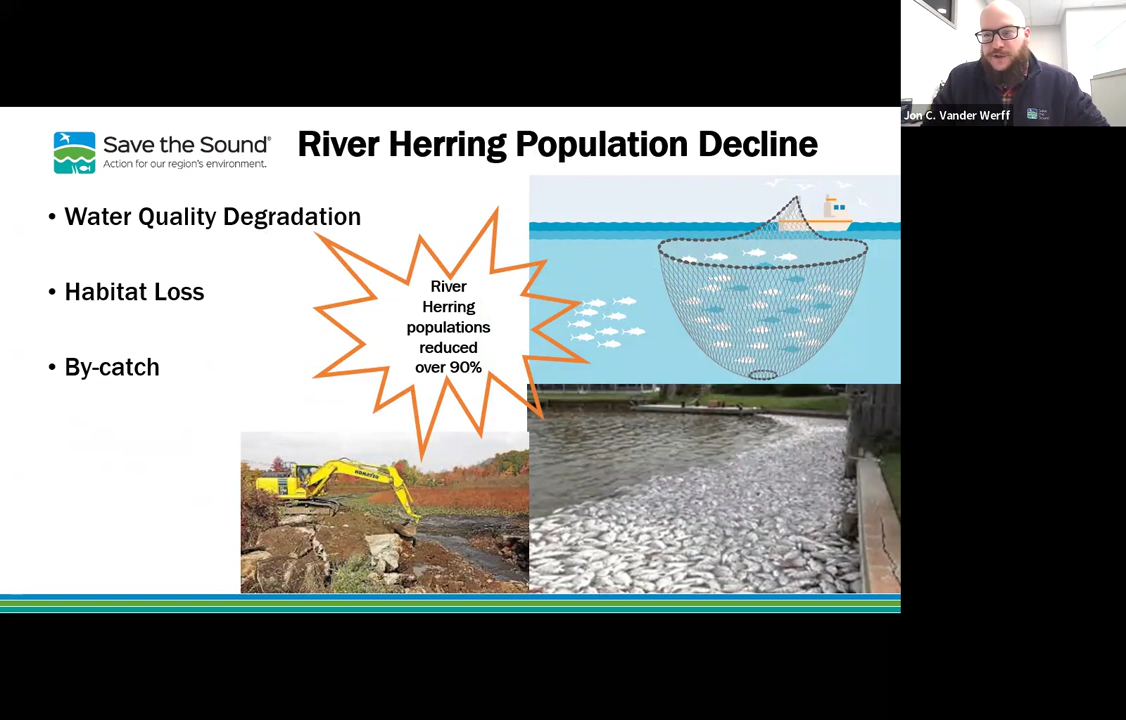 Jon C. Vander Werff
Save the Sound®
Action for our region's environment.
River Herring Population Decline
• Water Quality Degradation
• Habitat Loss
• By-catch
River
Herring
populations
reduced
over 90%
KOMATSU